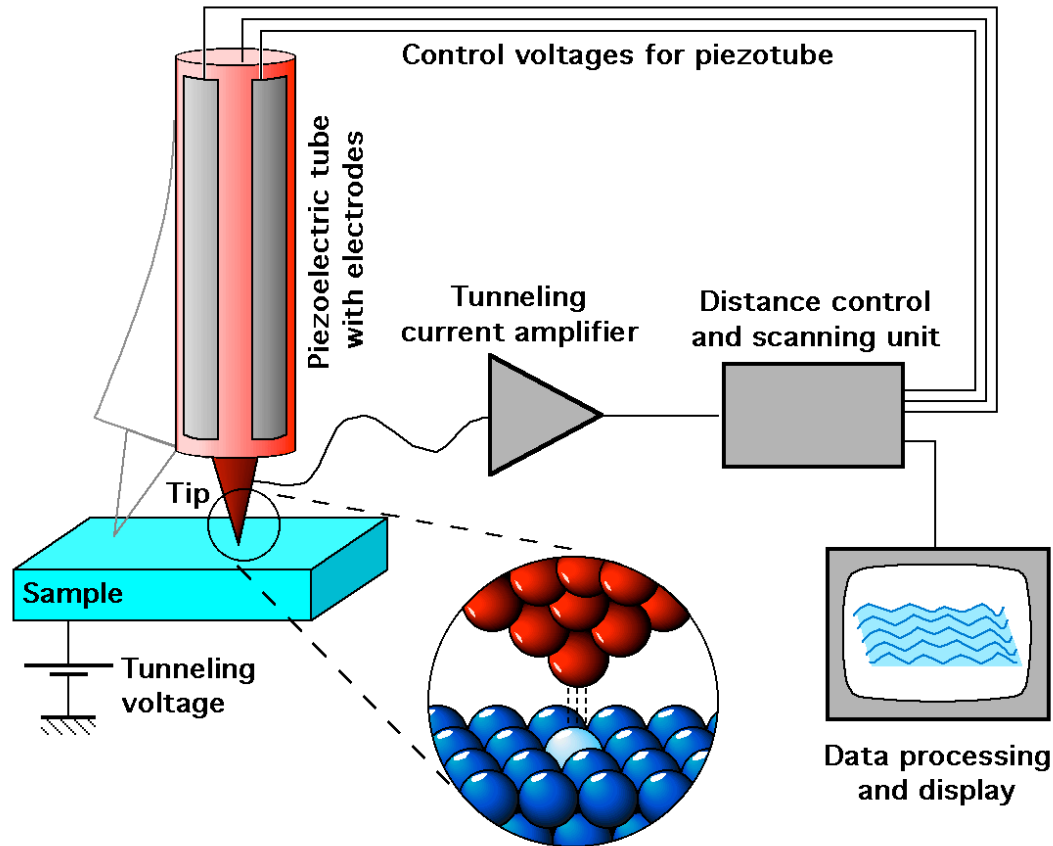 Control voltages for piezotube
Piezoelectric tube
with electrodes
Tunneling
current amplifier
Distance control
and scanning unit
Tip
Sample
Tunneling
voltage
Data processing
and display